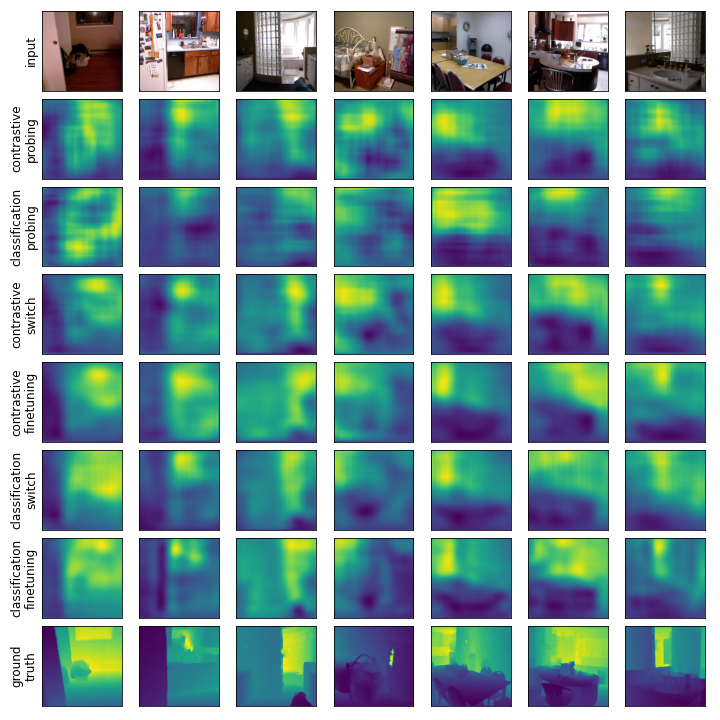 input
contrastive
probing
classification
probing
contrastive
switch
contrastive
finetuning
classification
switch
classification
finetuning
ground
truth